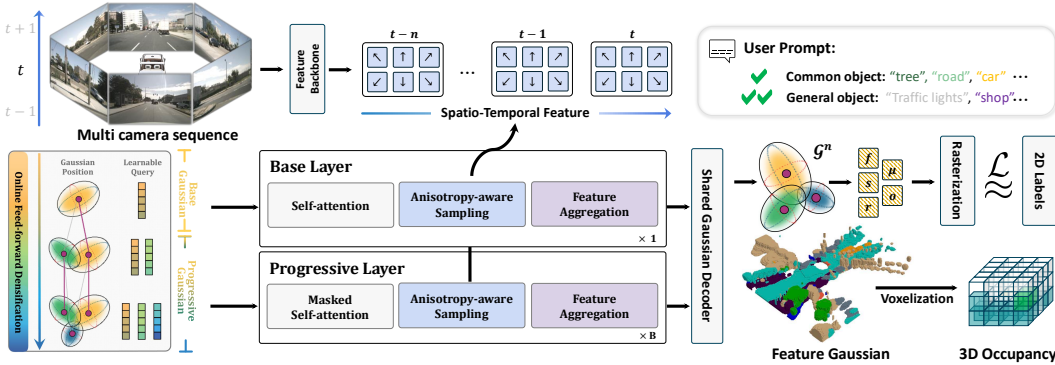 t + 1
t
t − 1
Multi camera sequence
Feature
Backbone
t − n
t − 1
t
...
Spatio-Temporal Feature
User Prompt:
Common object: "tree", "road", "car" ...
General object: "Traffic lights", "shop"...
Online Feed-forward Densification
Gaussian
Position
Learnable
Query
Base
Gaussian
Progressive
Gaussian
Base Layer
Self-attention
Anisotropy-aware
Sampling
Feature
Aggregation
× 1
Progressive Layer
Masked
Self-attention
Anisotropy-aware
Sampling
Feature
Aggregation
× B
Shared Gaussian Decoder
𝒢ⁿ
f
μ
s
o
r
Rasterization
ℒ
2D Labels
Voxelization
Feature Gaussian
3D Occupancy